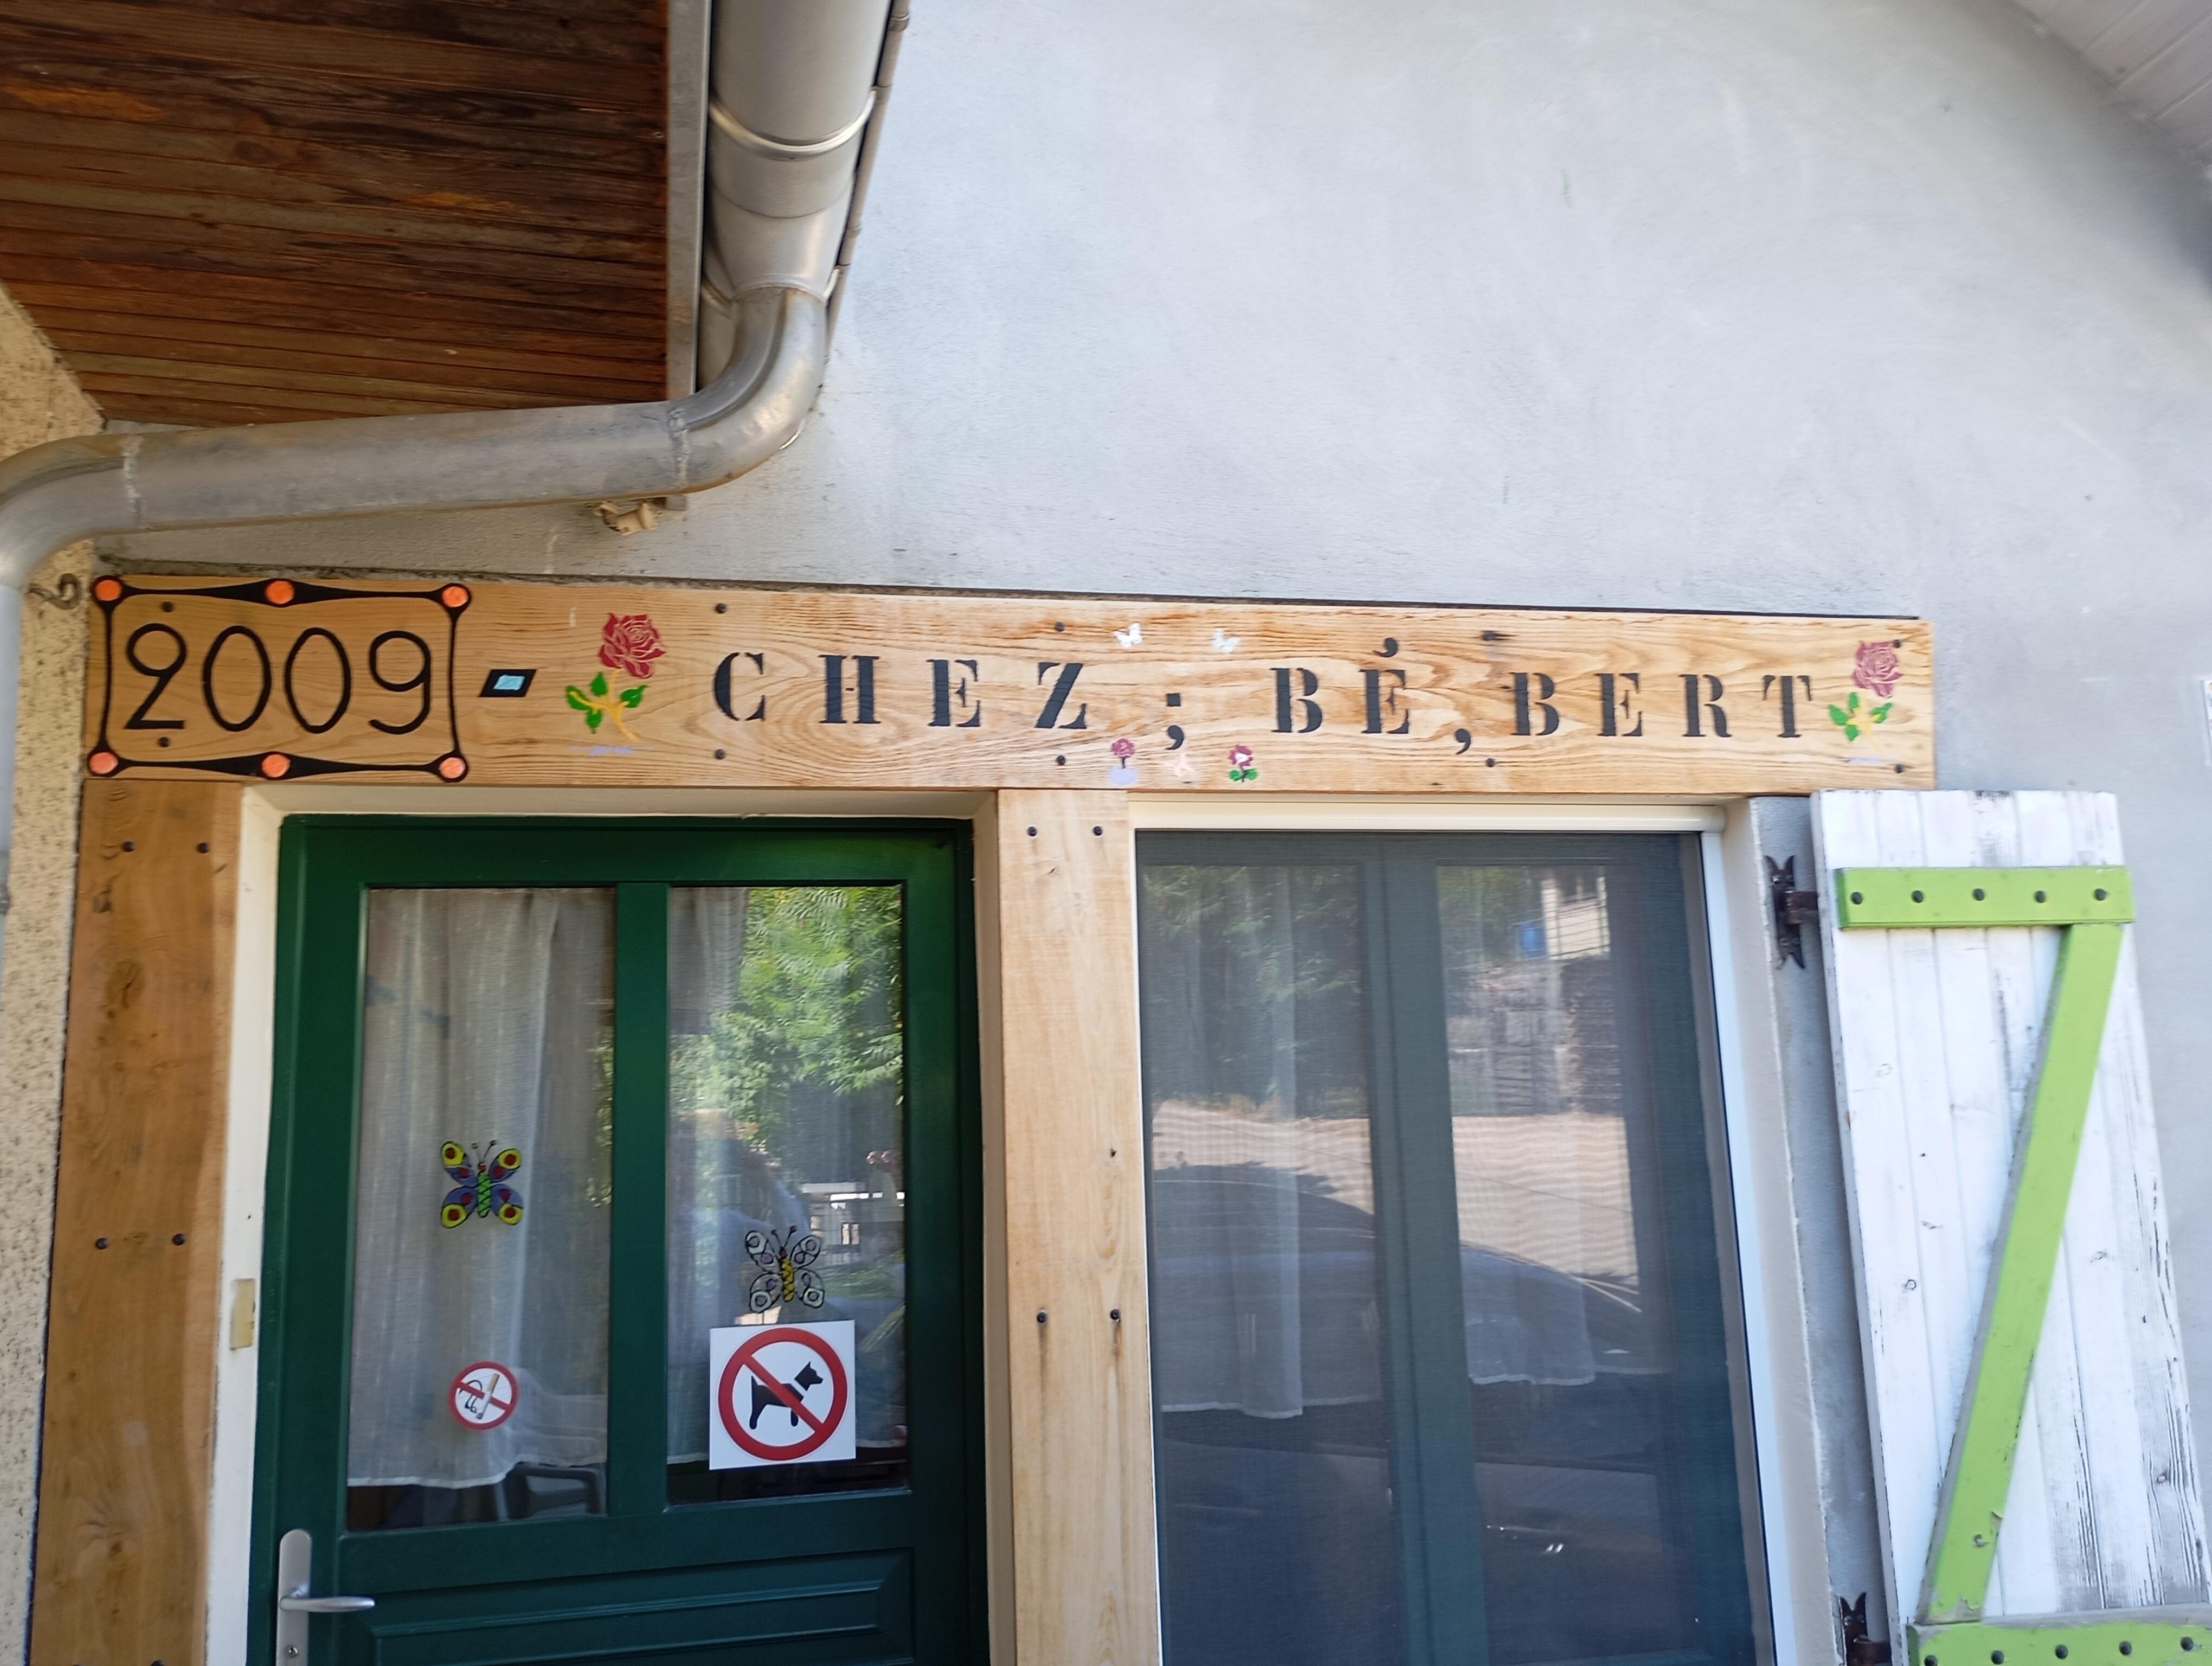 2009 - CHEZ ; BÉ,BERT